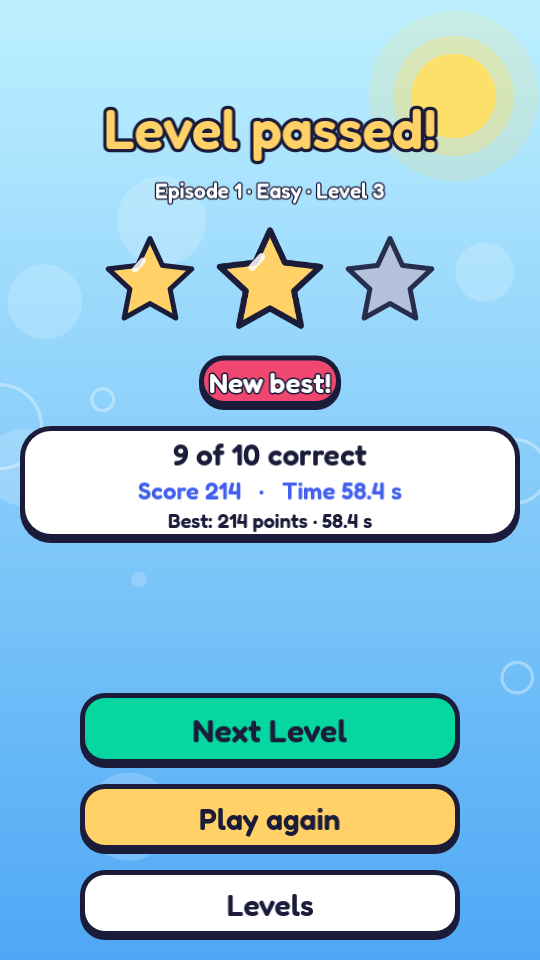 Level passed!
Episode 1 · Easy · Level 3
New best!
9 of 10 correct
Score 214 · Time 58.4 s
Best: 214 points · 58.4 s
Next Level
Play again
Levels